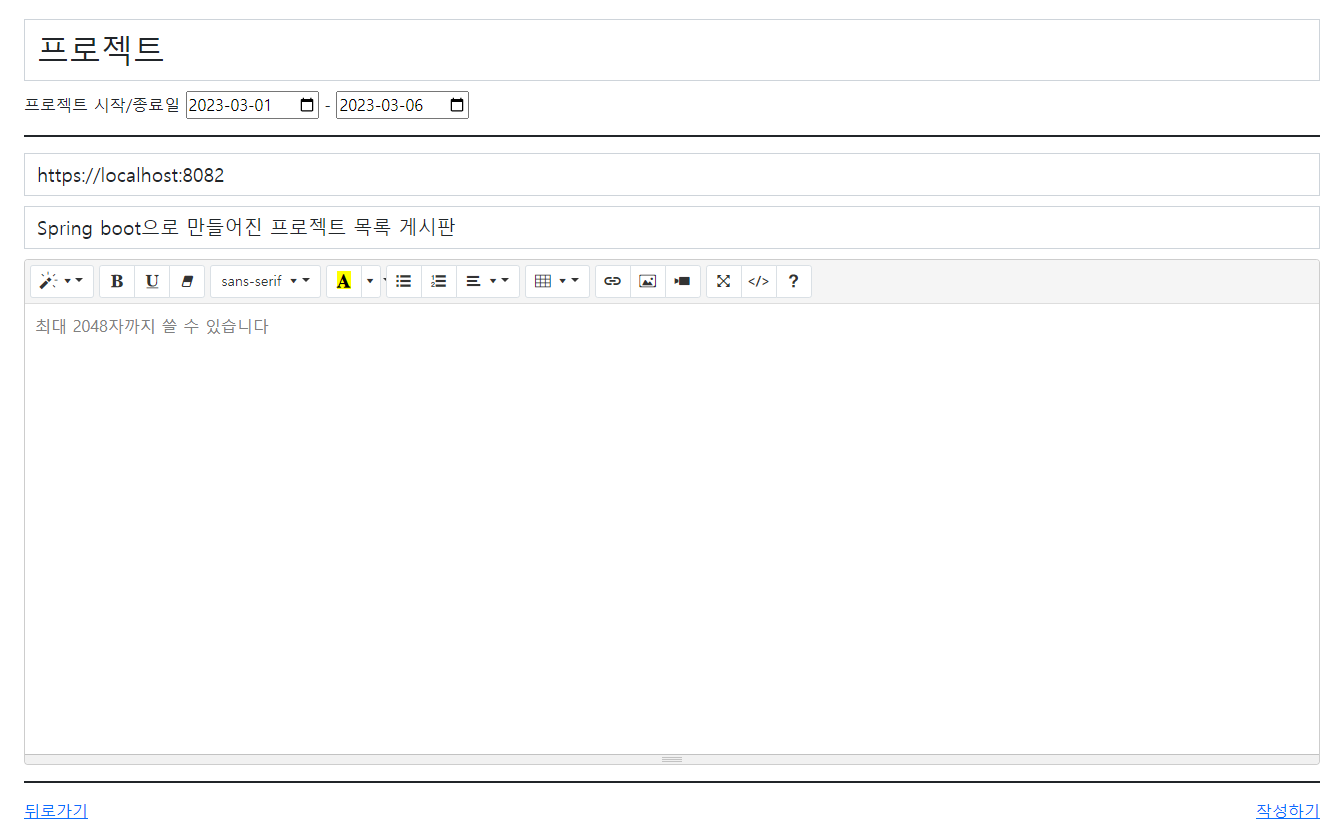 프로젝트
프로젝트 시작/종료일 2023-03-01 - 2023-03-06
https://localhost:8082
Spring boot으로 만들어진 프로젝트 목록 게시판
B U sans-serif A </> ?
최대 2048자까지 쓸 수 있습니다
뒤로가기 작성하기